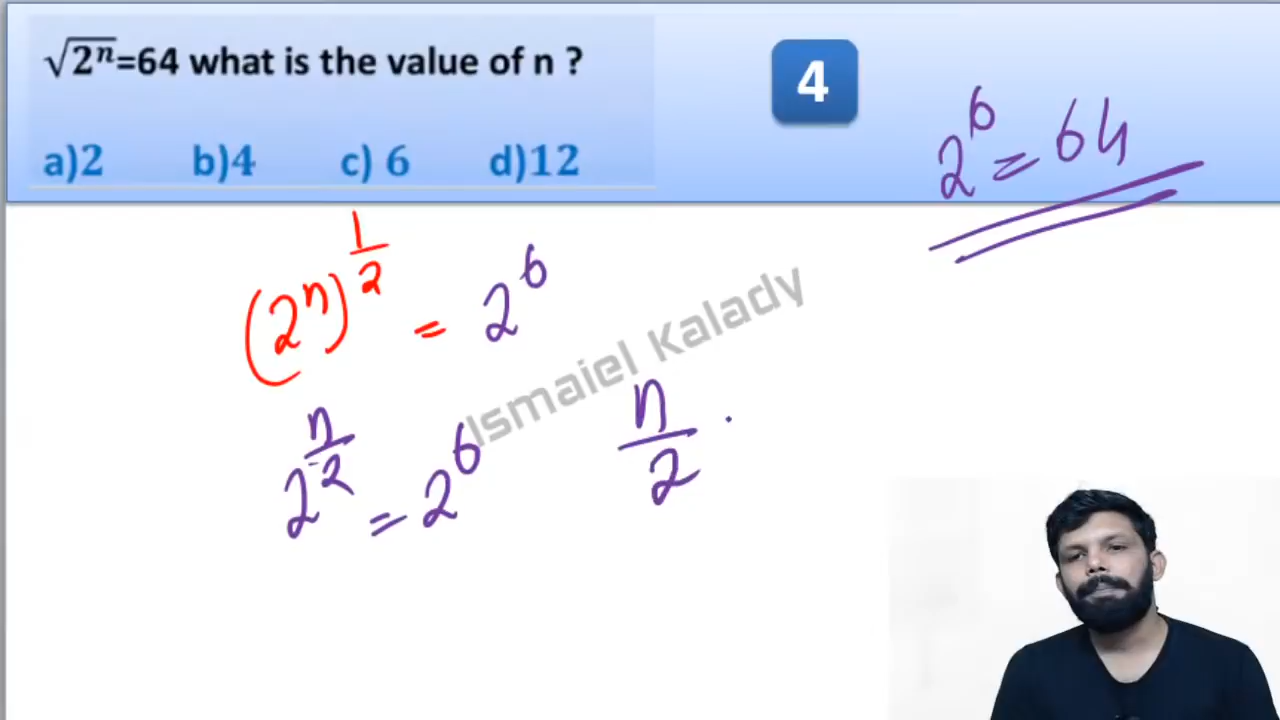 √2ⁿ=64 what is the value of n ?
4
a)2 b)4 c) 6 d)12
2⁶ = 64
(2ⁿ)^1/2 = 2⁶
2^n/2 = 2⁶
n/2
Ismaiel Kalady